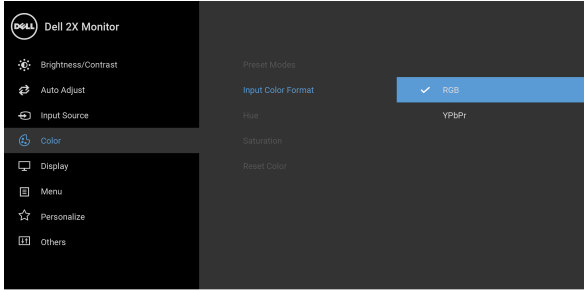 DELL Dell 2X Monitor
Brightness/Contrast
Auto Adjust
Input Source
Color
Display
Menu
Personalize
Others
Preset Modes
Input Color Format
Hue
Saturation
Reset Color
RGB
YPbPr